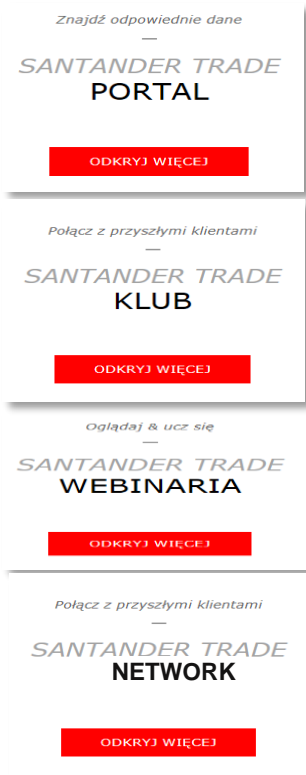 Znajdź odpowiednie dane
—
SANTANDER TRADE
PORTAL
ODKRYJ WIĘCEJ
Połącz z przyszłymi klientami
—
SANTANDER TRADE
KLUB
ODKRYJ WIĘCEJ
Oglądaj & ucz się
—
SANTANDER TRADE
WEBINARIA
ODKRYJ WIĘCEJ
Połącz z przyszłymi klientami
—
SANTANDER TRADE
NETWORK
ODKRYJ WIĘCEJ